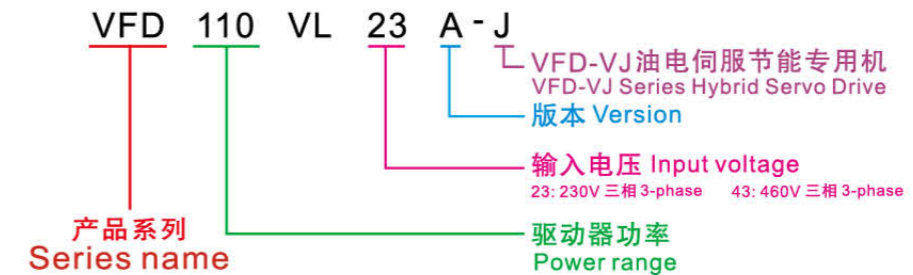 VFD 110 VL 23 A - J
VFD-VJ油电伺服节能专用机
VFD-VJ Series Hybrid Servo Drive
版本 Version
输入电压 Input voltage
23: 230V 三相 3-phase 43: 460V 三相 3-phase
产品系列
Series name
驱动器功率
Power range